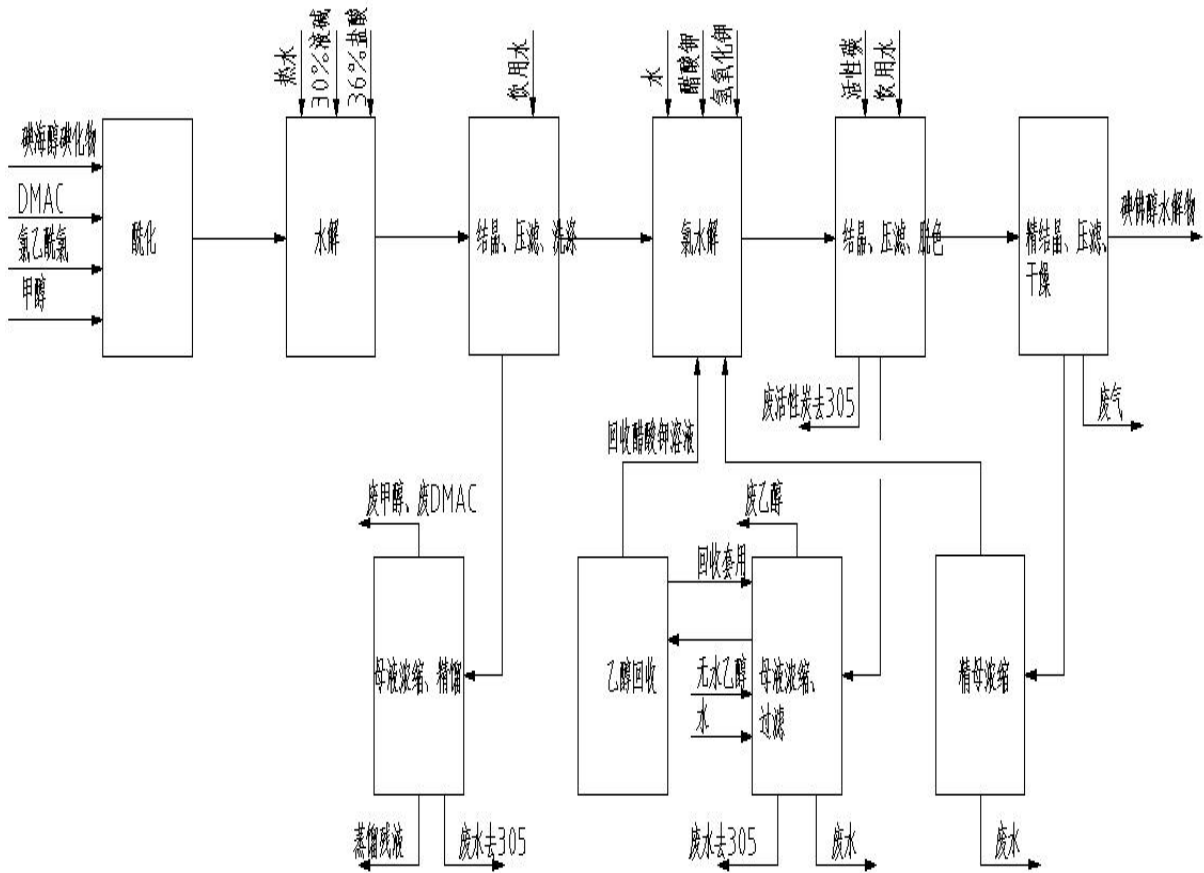 热水
30%液碱
36%盐酸
饮用水
水
醋酸钾
氢氧化钾
活性碳
饮用水
碘海醇碘化物
DMAC
氯乙酰氯
甲醇
酰化
水解
结晶、压滤、洗涤
氯水解
结晶、压滤、脱色
精结晶、压滤、
干燥
碘佛醇水解物
废活性炭去305
废气
回收醋酸钾溶液
废甲醇、废DMAC
废乙醇
回收套用
母液浓缩、精馏
乙醇回收
无水乙醇
水
母液浓缩、
过滤
精母浓缩
蒸馏残液
废水去305
废水去305
废水
废水